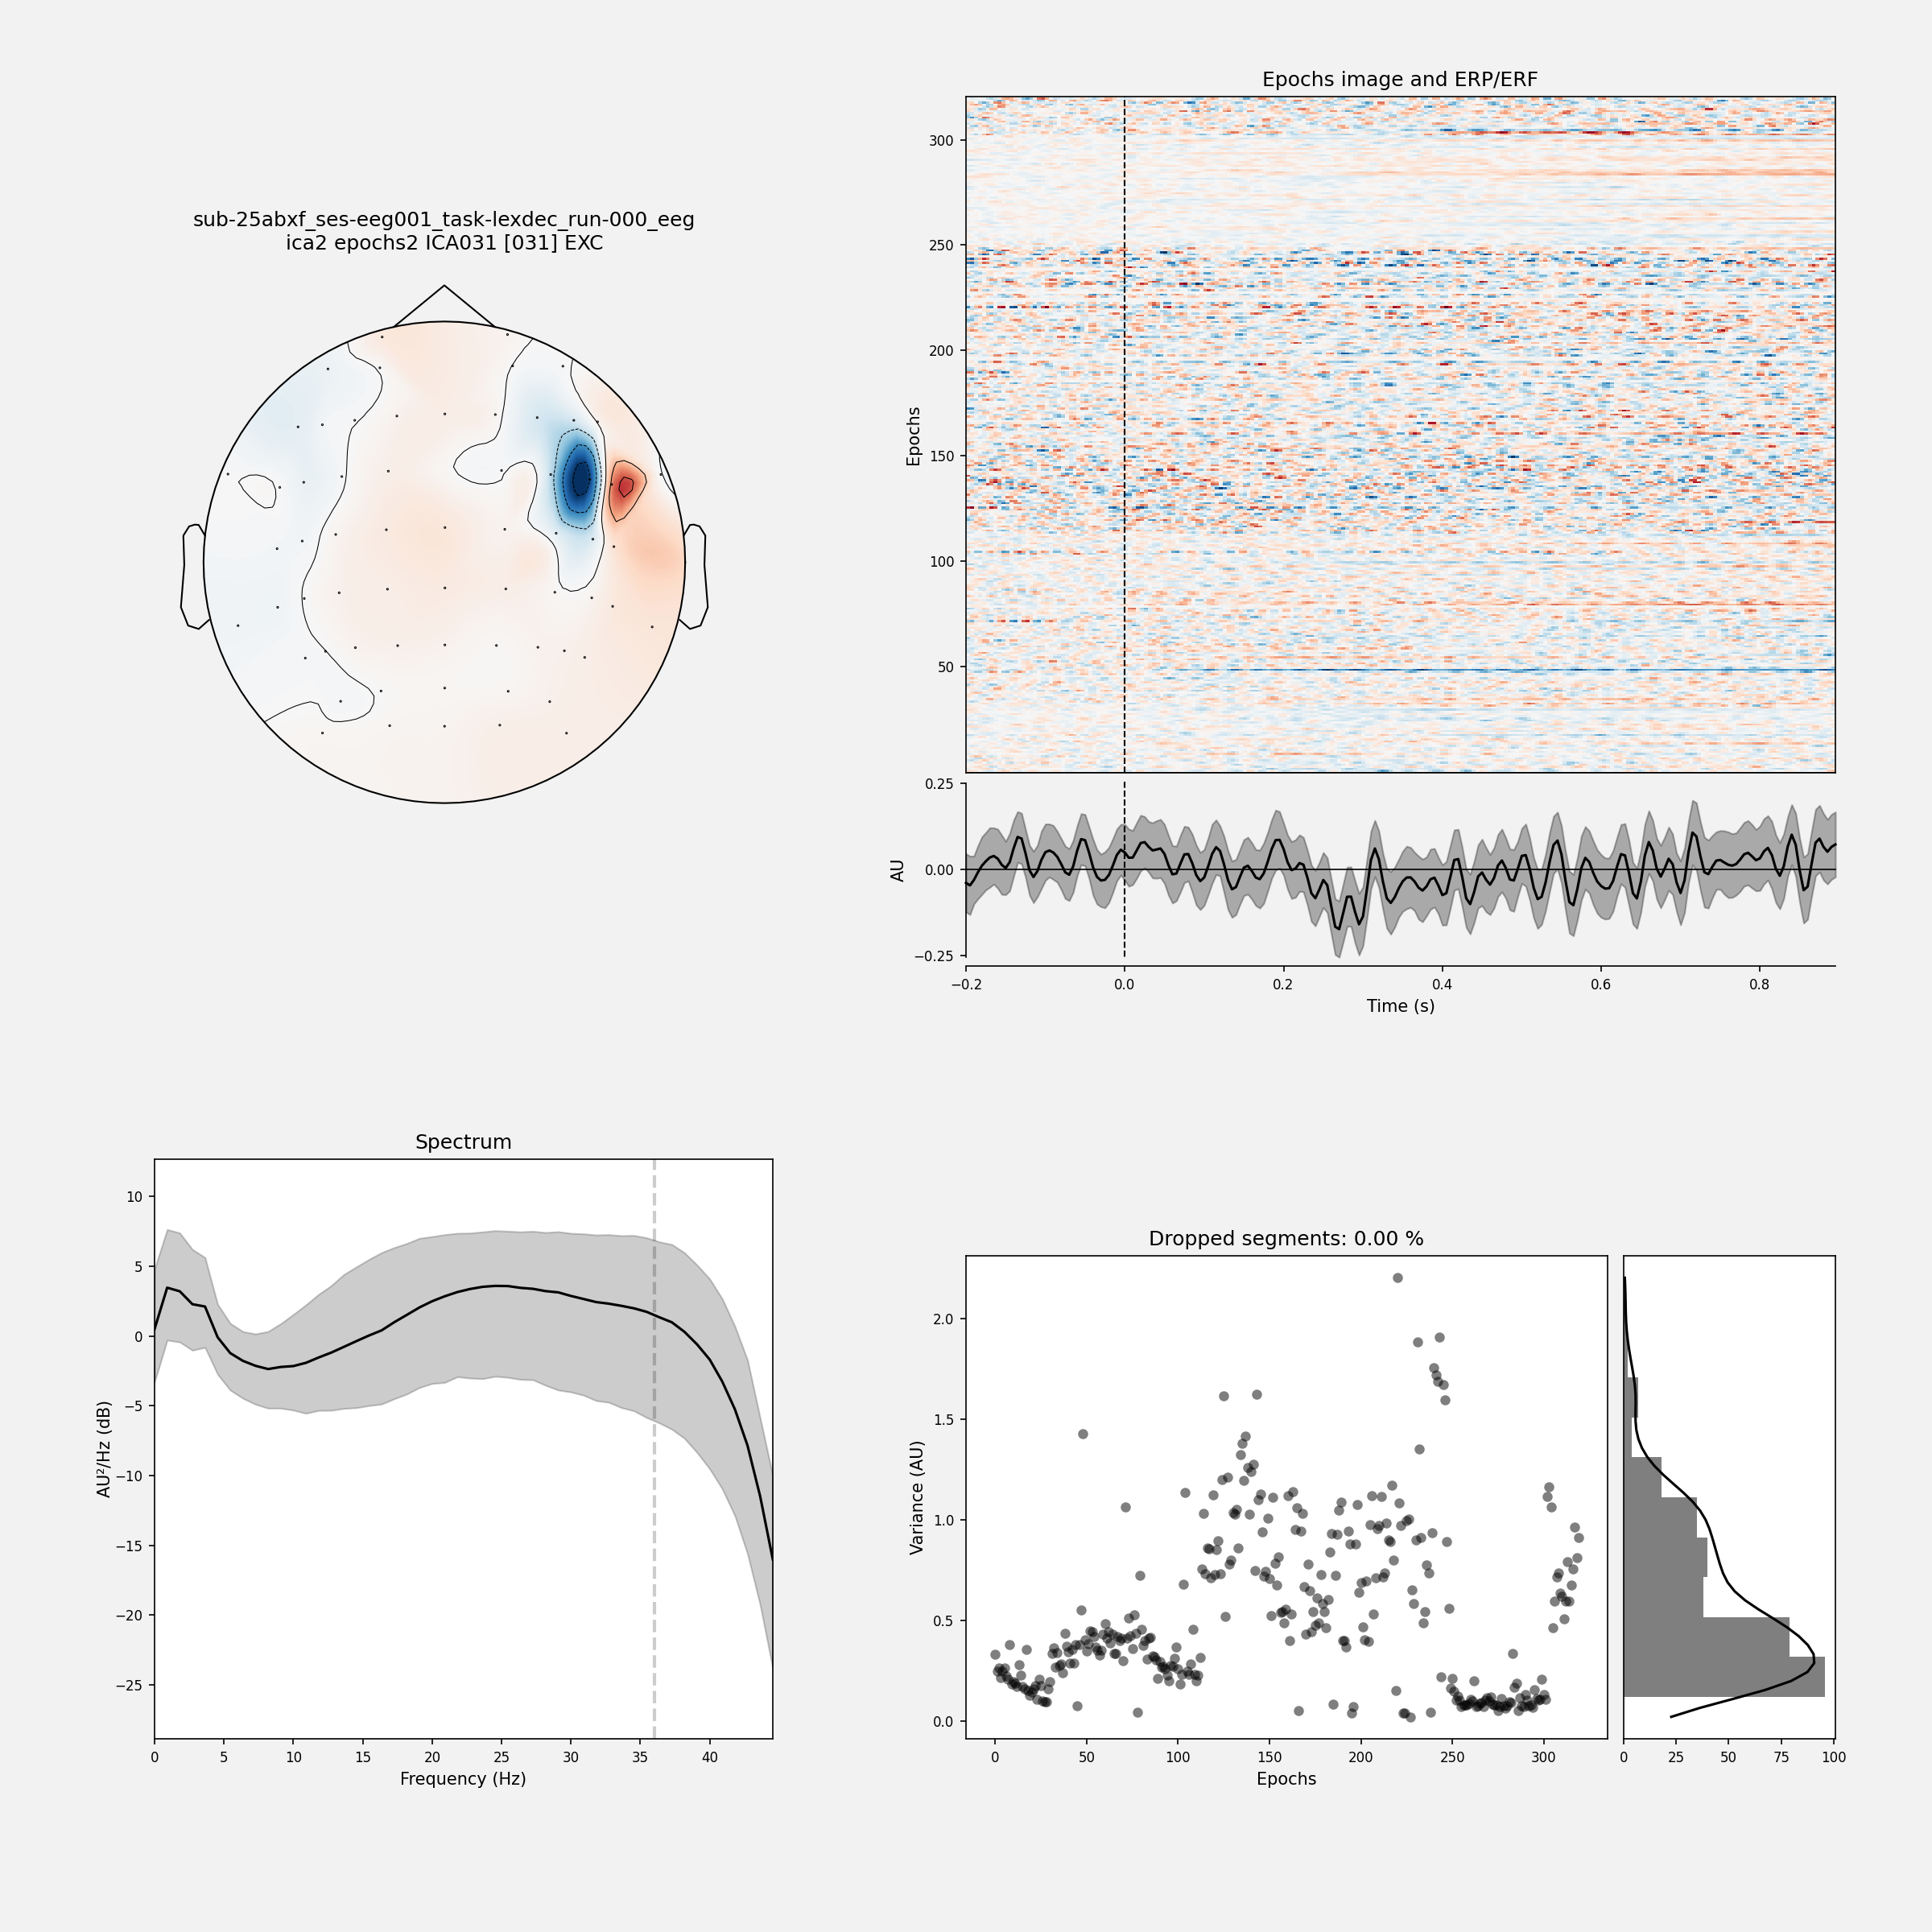 sub-25abxf_ses-eeg001_task-lexdec_run-000_eeg
ica2 epochs2 ICA031 [031] EXC
Epochs image and ERP/ERF
Epochs
300
250
200
150
100
50
AU
0.25
0.00
−0.25
−0.2 0.0 0.2 0.4 0.6 0.8
Time (s)
Spectrum
AU²/Hz (dB)
10
5
0
−5
−10
−15
−20
−25
0 5 10 15 20 25 30 35 40
Frequency (Hz)
Dropped segments: 0.00 %
Variance (AU)
2.0
1.5
1.0
0.5
0.0
0 50 100 150 200 250 300
Epochs
0 25 50 75 100